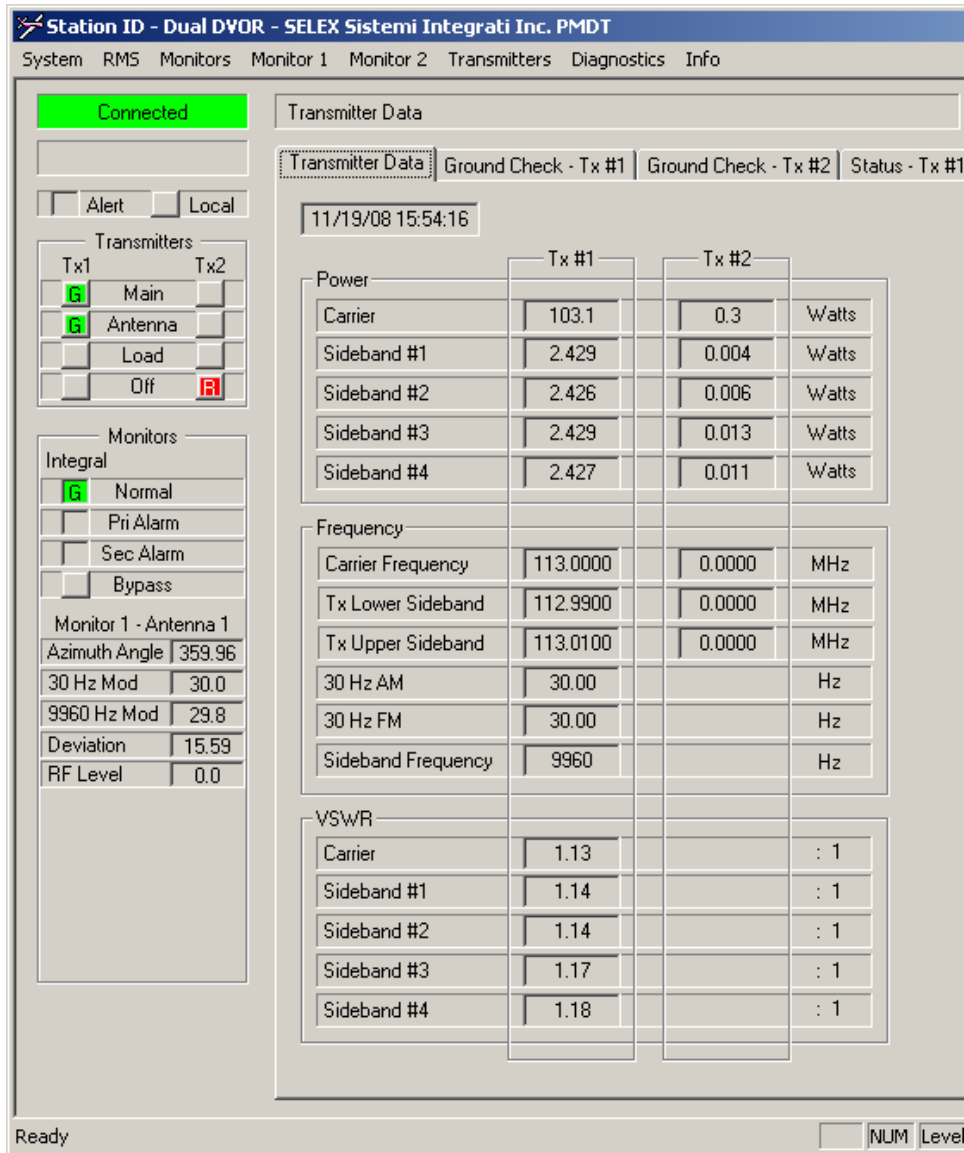 Station ID - Dual DVOR - SELEX Sistemi Integrati Inc. PMDT
System RMS Monitors Monitor 1 Monitor 2 Transmitters Diagnostics Info
Connected
Alert Local
Transmitters
Tx1 Tx2
G Main
G Antenna
Load
Off R
Monitors
Integral
G Normal
Pri Alarm
Sec Alarm
Bypass
Monitor 1 - Antenna 1
Azimuth Angle 359.96
30 Hz Mod 30.0
9960 Hz Mod 29.8
Deviation 15.59
RF Level 0.0
Transmitter Data
Transmitter Data Ground Check - Tx #1 Ground Check - Tx #2 Status - Tx #1
11/19/08 15:54:16
Tx #1 Tx #2
Power
Carrier 103.1 0.3 Watts
Sideband #1 2.429 0.004 Watts
Sideband #2 2.426 0.006 Watts
Sideband #3 2.429 0.013 Watts
Sideband #4 2.427 0.011 Watts
Frequency
Carrier Frequency 113.0000 0.0000 MHz
Tx Lower Sideband 112.9900 0.0000 MHz
Tx Upper Sideband 113.0100 0.0000 MHz
30 Hz AM 30.00 Hz
30 Hz FM 30.00 Hz
Sideband Frequency 9960 Hz
VSWR
Carrier 1.13 : 1
Sideband #1 1.14 : 1
Sideband #2 1.14 : 1
Sideband #3 1.17 : 1
Sideband #4 1.18 : 1
Ready NUM Level